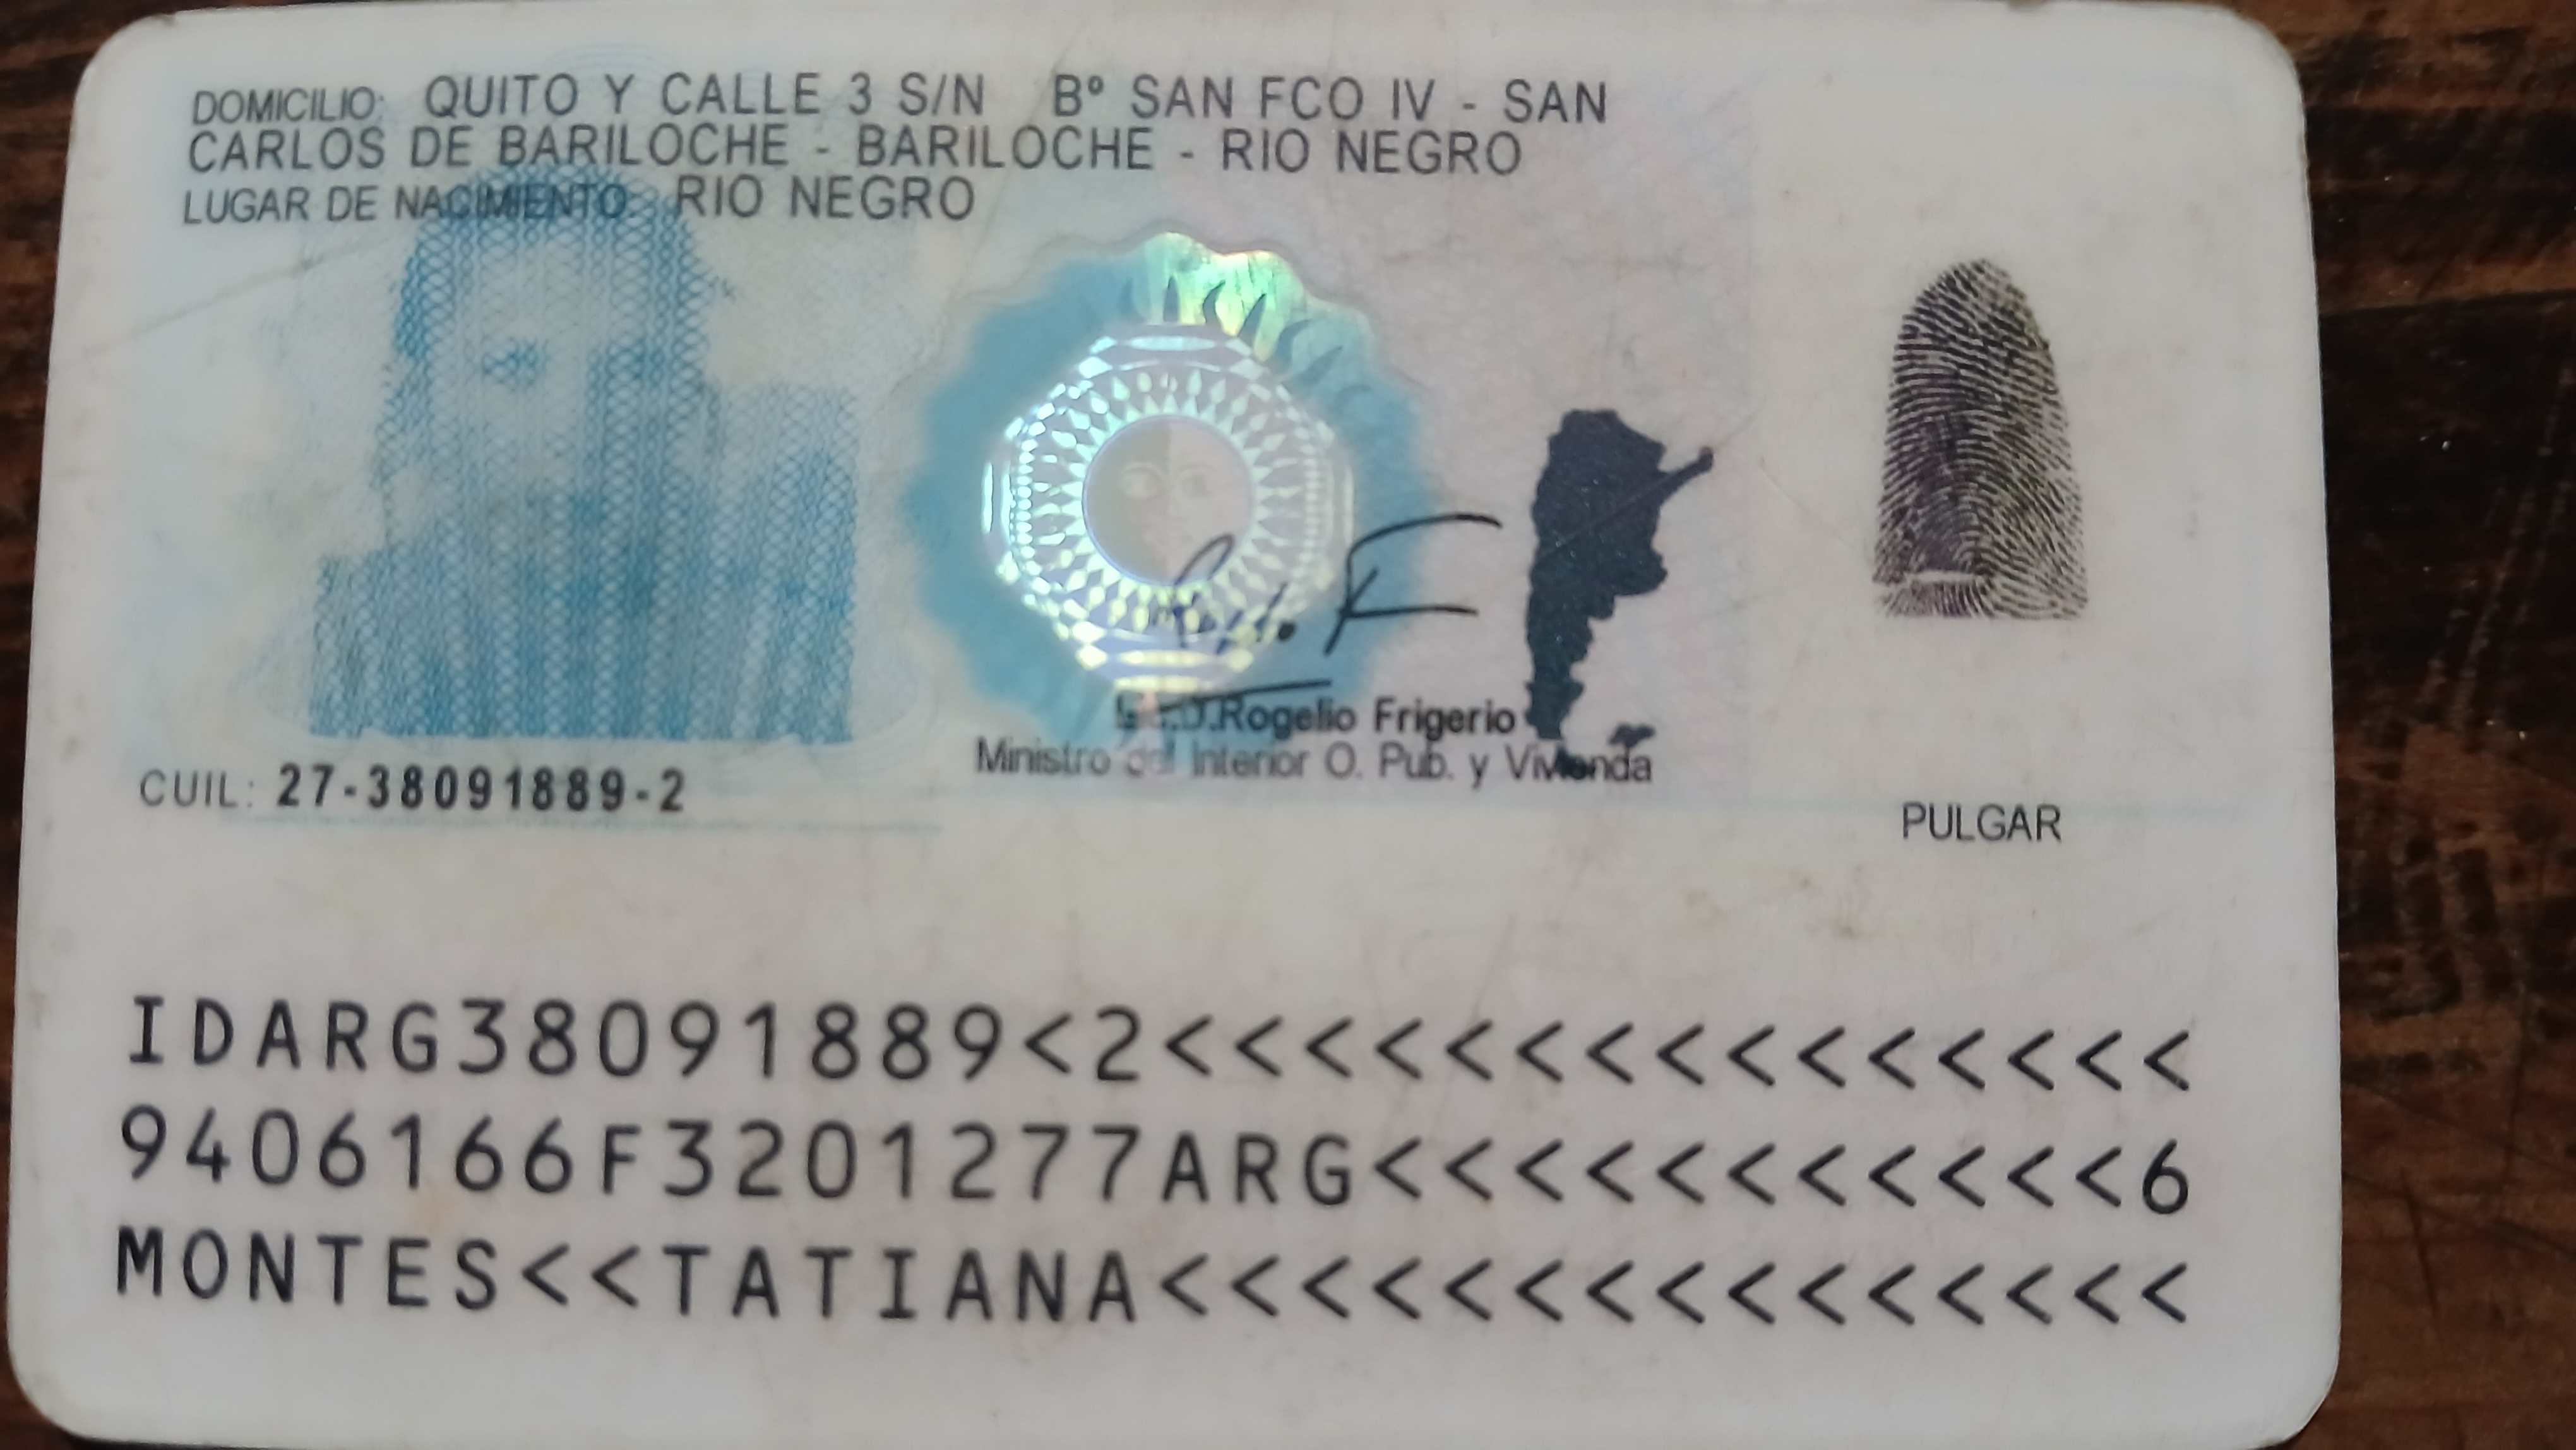 DOMICILIO: QUITO Y CALLE 3 S/N Bº SAN FCO IV - SAN
CARLOS DE BARILOCHE - BARILOCHE - RIO NEGRO
LUGAR DE NACIMIENTO: RIO NEGRO
Rogelio Frigerio
Ministro del Interior O. Pub. y Vivienda
CUIL: 27-38091889-2
PULGAR
IDARG38091889<2<<<<<<<<<<<<<<<
9406166F3201277ARG<<<<<<<<<<<6
MONTES<<TATIANA<<<<<<<<<<<<<<<